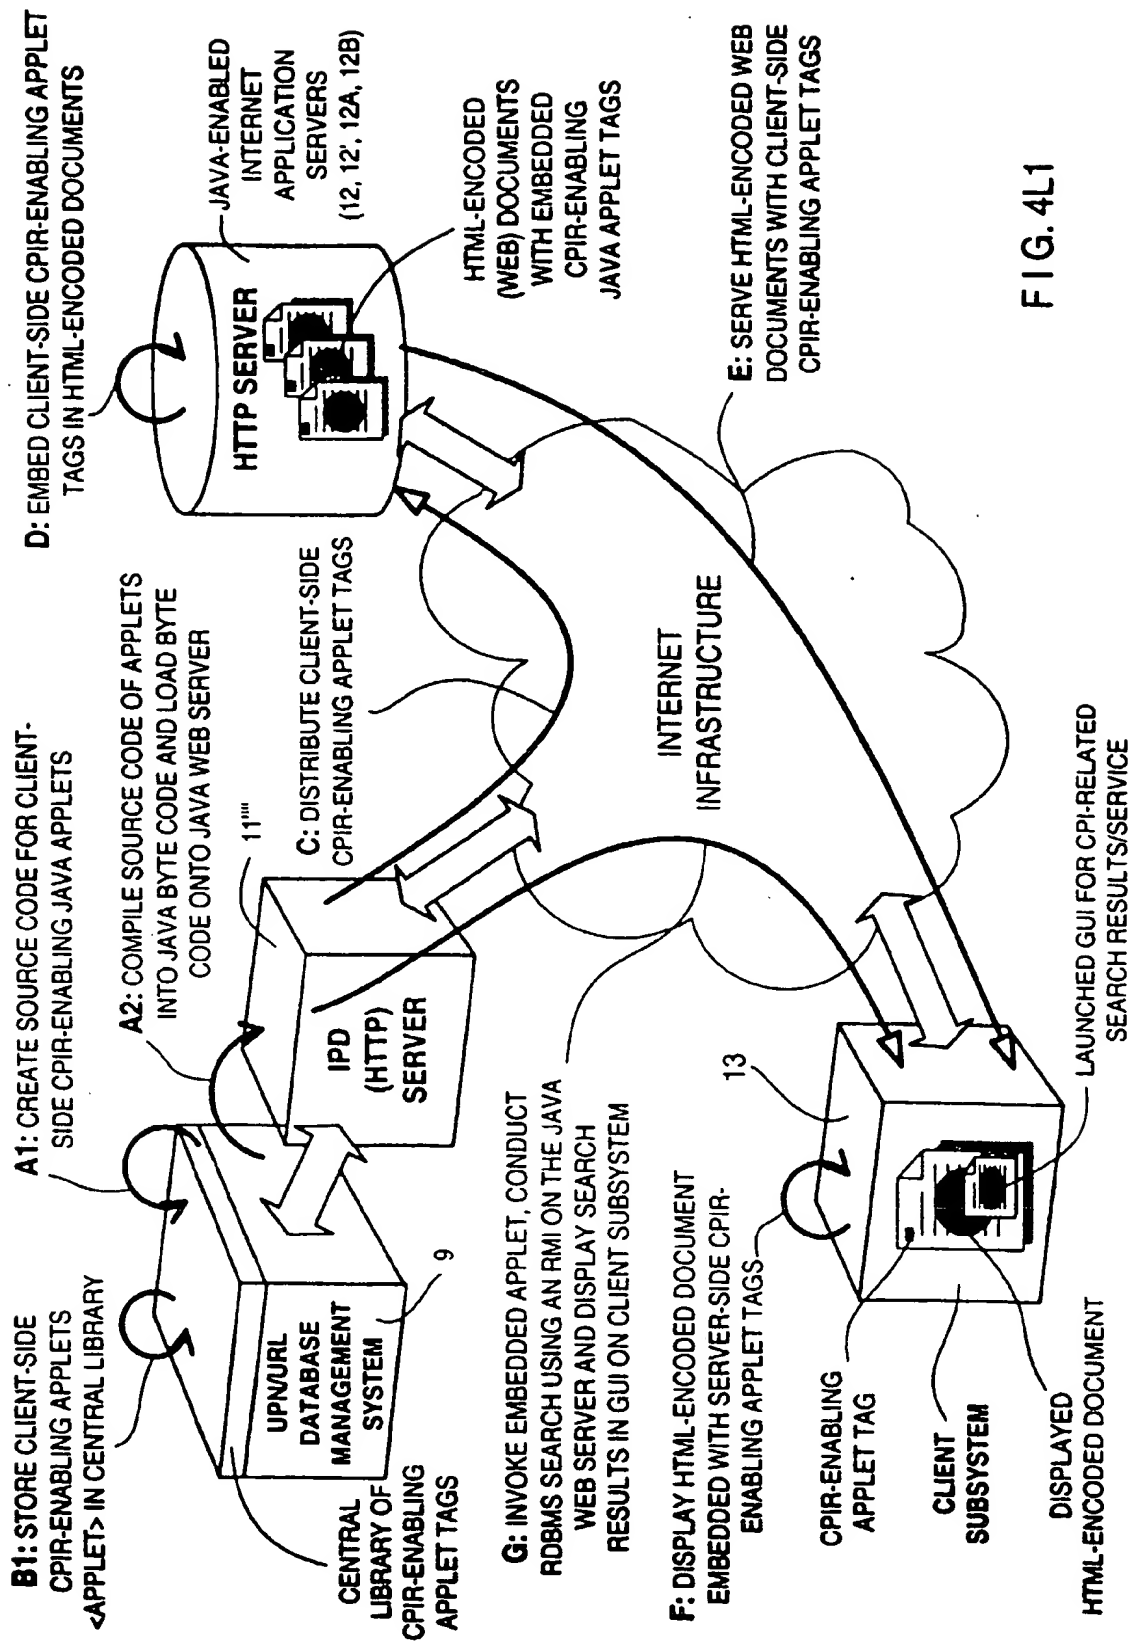 B1: STORE CLIENT-SIDE
CPIR-ENABLING APPLETS
<APPLET> IN CENTRAL LIBRARY
A1: CREATE SOURCE CODE FOR CLIENT-
SIDE CPIR-ENABLING JAVA APPLETS
A2: COMPILE SOURCE CODE OF APPLETS
INTO JAVA BYTE CODE AND LOAD BYTE
CODE ONTO JAVA WEB SERVER
11"""
D: EMBED CLIENT-SIDE CPIR-ENABLING APPLET
TAGS IN HTML-ENCODED DOCUMENTS
JAVA-ENABLED
INTERNET
APPLICATION
SERVERS
(12, 12', 12A, 12B)
HTTP SERVER
HTML-ENCODED
(WEB) DOCUMENTS
WITH EMBEDDED
CPIR-ENABLING
JAVA APPLET TAGS
C: DISTRIBUTE CLIENT-SIDE
CPIR-ENABLING APPLET TAGS
UPN/URL
DATABASE
MANAGEMENT
SYSTEM
9
IPD
(HTTP)
SERVER
CENTRAL
LIBRARY OF
CPIR-ENABLING
APPLET TAGS
G: INVOKE EMBEDDED APPLET, CONDUCT
RDBMS SEARCH USING AN RMI ON THE JAVA
WEB SERVER AND DISPLAY SEARCH
RESULTS IN GUI ON CLIENT SUBSYSTEM
INTERNET
INFRASTRUCTURE
E: SERVE HTML-ENCODED WEB
DOCUMENTS WITH CLIENT-SIDE
CPIR-ENABLING APPLET TAGS
F: DISPLAY HTML-ENCODED DOCUMENT
EMBEDDED WITH SERVER-SIDE CPIR-
ENABLING APPLET TAGS
13
CPIR-ENABLING
APPLET TAG
CLIENT
SUBSYSTEM
DISPLAYED
HTML-ENCODED DOCUMENT
LAUNCHED GUI FOR CPI-RELATED
SEARCH RESULTS/SERVICE
FIG. 4L1